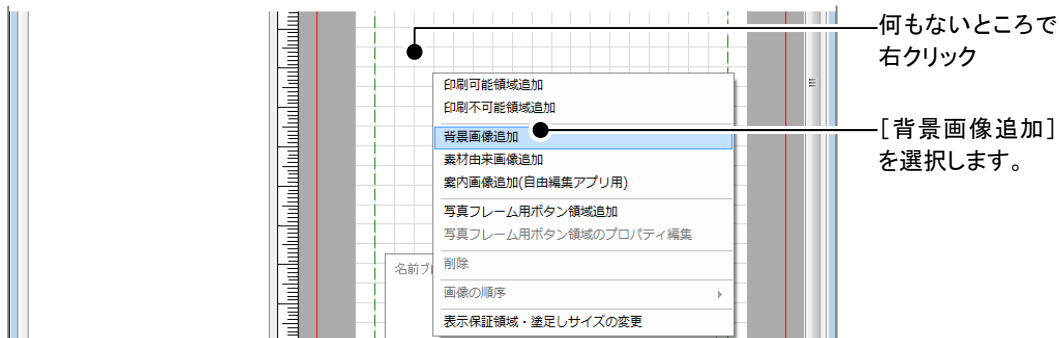 何もないところで
右クリック
印刷可能領域追加
印刷不可能領域追加
背景画像追加
[背景画像追加]
を選択します。
素材由来画像追加
案内画像追加(自由編集アプリ用)
写真フレーム用ボタン領域追加
写真フレーム用ボタン領域のプロパティ編集
名前ブ
削除
画像の順序
表示保証領域・塗足しサイズの変更